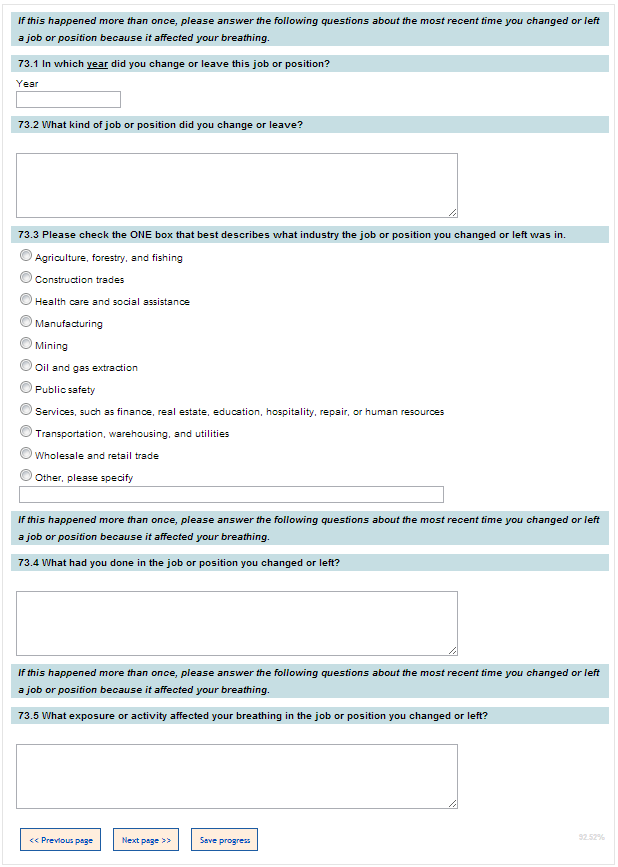 If this happened more than once, please answer the following questions about the most recent time you changed or left
a job or position because it affected your breathing.
73.1 In which year did you change or leave this job or position?
Year
73.2 What kind of job or position did you change or leave?
73.3 Please check the ONE box that best describes what industry the job or position you changed or left was in.
Agriculture, forestry, and fishing
Construction trades
Health care and social assistance
Manufacturing
Mining
Oil and gas extraction
Public safety
Services, such as finance, real estate, education, hospitality, repair, or human resources
Transportation, warehousing, and utilities
Wholesale and retail trade
Other, please specify
If this happened more than once, please answer the following questions about the most recent time you changed or left
a job or position because it affected your breathing.
73.4 What had you done in the job or position you changed or left?
If this happened more than once, please answer the following questions about the most recent time you changed or left
a job or position because it affected your breathing.
73.5 What exposure or activity affected your breathing in the job or position you changed or left?
<< Previous page Next page >> Save progress 92.52%